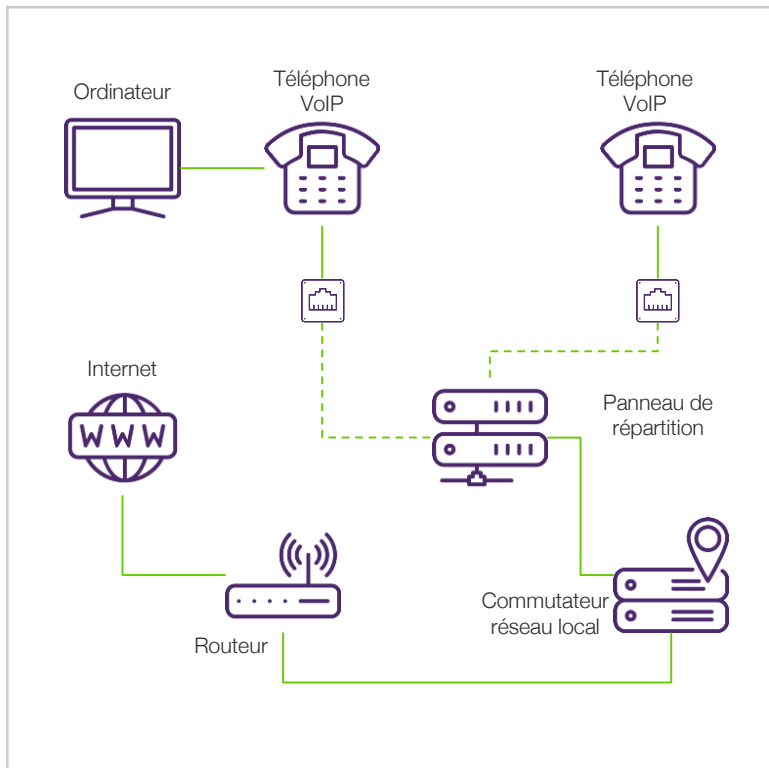 Ordinateur
Téléphone
VoIP
Téléphone
VoIP
Internet
WWW
Panneau de
répartition
Commutateur
réseau local
Routeur